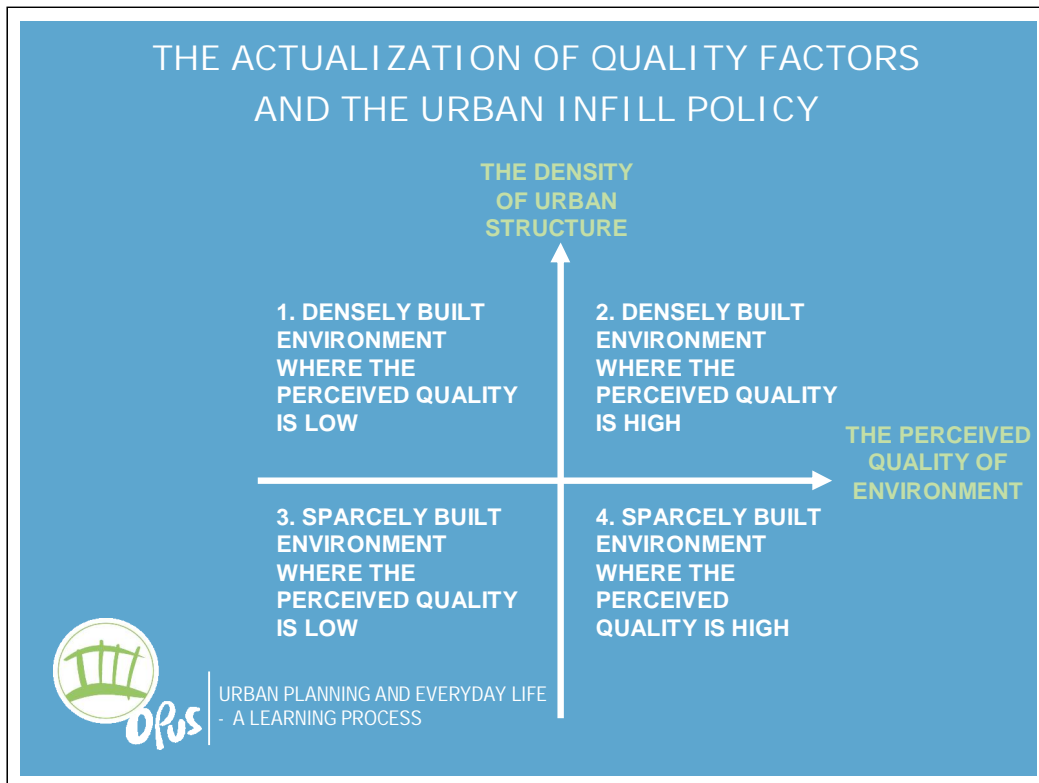 THE ACTUALIZATION OF QUALITY FACTORS
AND THE URBAN INFILL POLICY
THE DENSITY
OF URBAN
STRUCTURE
1. DENSELY BUILT
ENVIRONMENT
WHERE THE
PERCEIVED QUALITY
IS LOW
2. DENSELY BUILT
ENVIRONMENT
WHERE THE
PERCEIVED QUALITY
IS HIGH
THE PERCEIVED
QUALITY OF
ENVIRONMENT
3. SPARCELY BUILT
ENVIRONMENT
WHERE THE
PERCEIVED QUALITY
IS LOW
4. SPARCELY BUILT
ENVIRONMENT
WHERE THE
PERCEIVED
QUALITY IS HIGH
OPUS
URBAN PLANNING AND EVERYDAY LIFE
- A LEARNING PROCESS